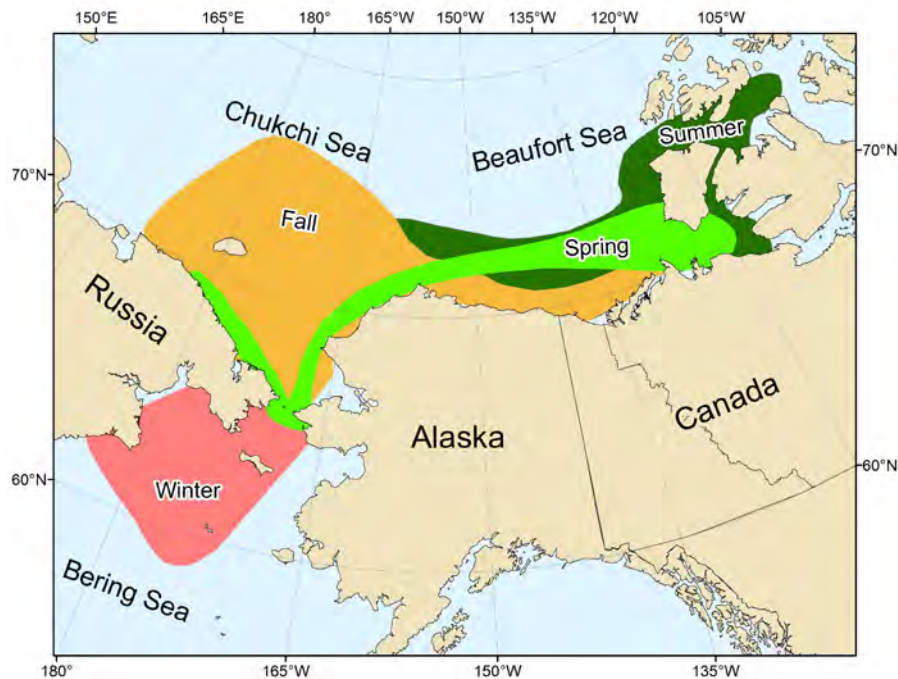 150°E 165°E 180° 165°W 150°W 135°W 120°W 105°W
Chukchi Sea
Beaufort Sea
Summer
70°N
70°N
Fall
Spring
Russia
Canada
Alaska
60°N
60°N
Winter
Bering Sea
180° 165°W 150°W 135°W